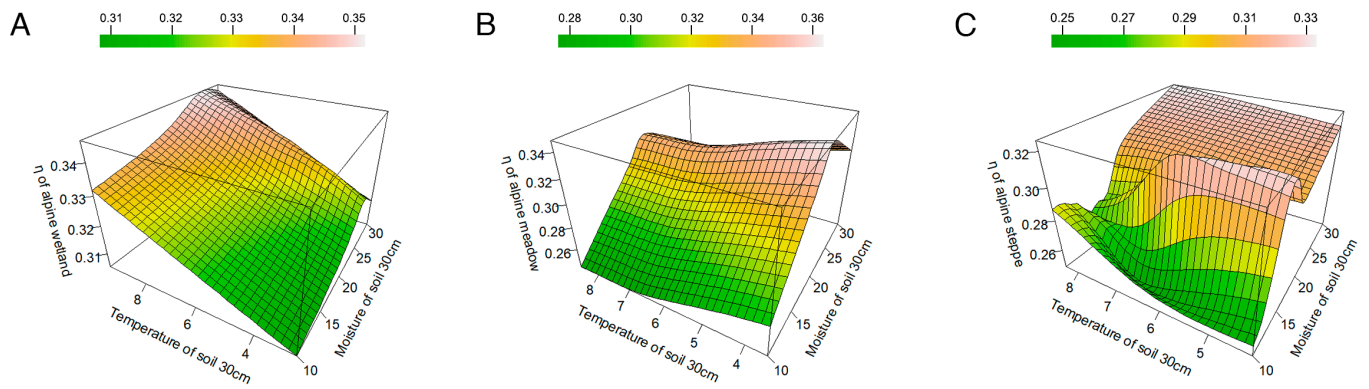 A
0.31 0.32 0.33 0.34 0.35
η of alpine wetland
0.34
0.33
0.32
0.31
8
6
4
Temperature of soil 30cm
10
15
20
25
30
Moisture of soil 30cm
B
0.28 0.30 0.32 0.34 0.36
η of alpine meadow
0.34
0.32
0.30
0.28
0.26
8
7
6
5
4
Temperature of soil 30cm
10
15
20
25
30
Moisture of soil 30cm
C
0.25 0.27 0.29 0.31 0.33
η of alpine steppe
0.32
0.30
0.28
0.26
8
7
6
5
Temperature of soil 30cm
10
15
20
25
30
Moisture of soil 30cm